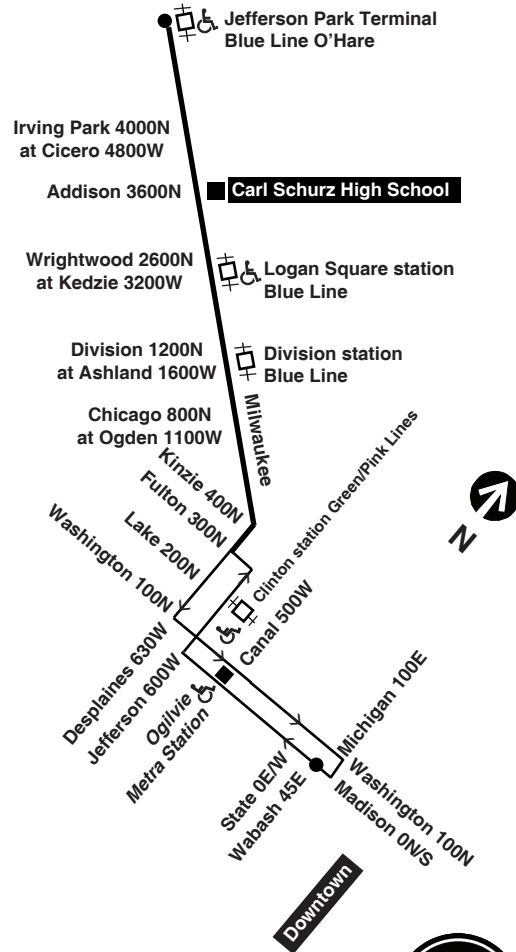 Jefferson Park Terminal
Blue Line O’Hare
Irving Park 4000N
at Cicero 4800W
Addison 3600N
Carl Schurz High School
Wrightwood 2600N
at Kedzie 3200W
Logan Square station
Blue Line
Division 1200N
at Ashland 1600W
Division station
Blue Line
Chicago 800N
at Ogden 1100W
Milwaukee
Kinzie 400N
Fulton 300N
Lake 200N
Washington 100N
Clinton station Green/Pink Lines
Canal 500W
N
Desplaines 630W
Jefferson 600W
Ogilvie
Metra Station
Michigan 100E
Washington 100N
Madison 0N/S
State 0E/W
Wabash 45E
Downtown